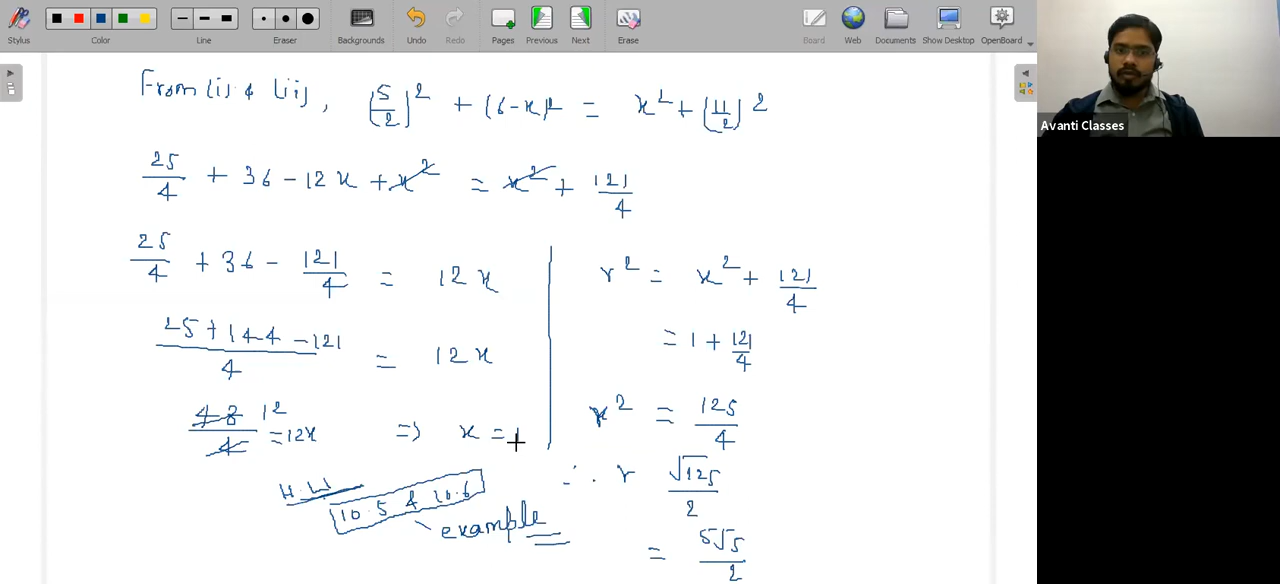 Stylus
Color
Line
Eraser
Backgrounds
Undo
Redo
Pages
Previous
Next
Erase
Board
Web
Documents
Show Desktop
OpenBoard
Avanti Classes
From (i) & (ii), (5/2)² + (6-x)² = x² + (11/2)²
25/4 + 36 - 12x + x² = x² + 121/4
25/4 + 36 - 121/4 = 12x
(25 + 144 - 121)/4 = 12x
48/4 12 = 12x => x = 1
H.W
10.5 & 10.6
example
r² = x² + 121/4
= 1 + 121/4
r² = 125/4
∴ r √125/2
= 5√5/2